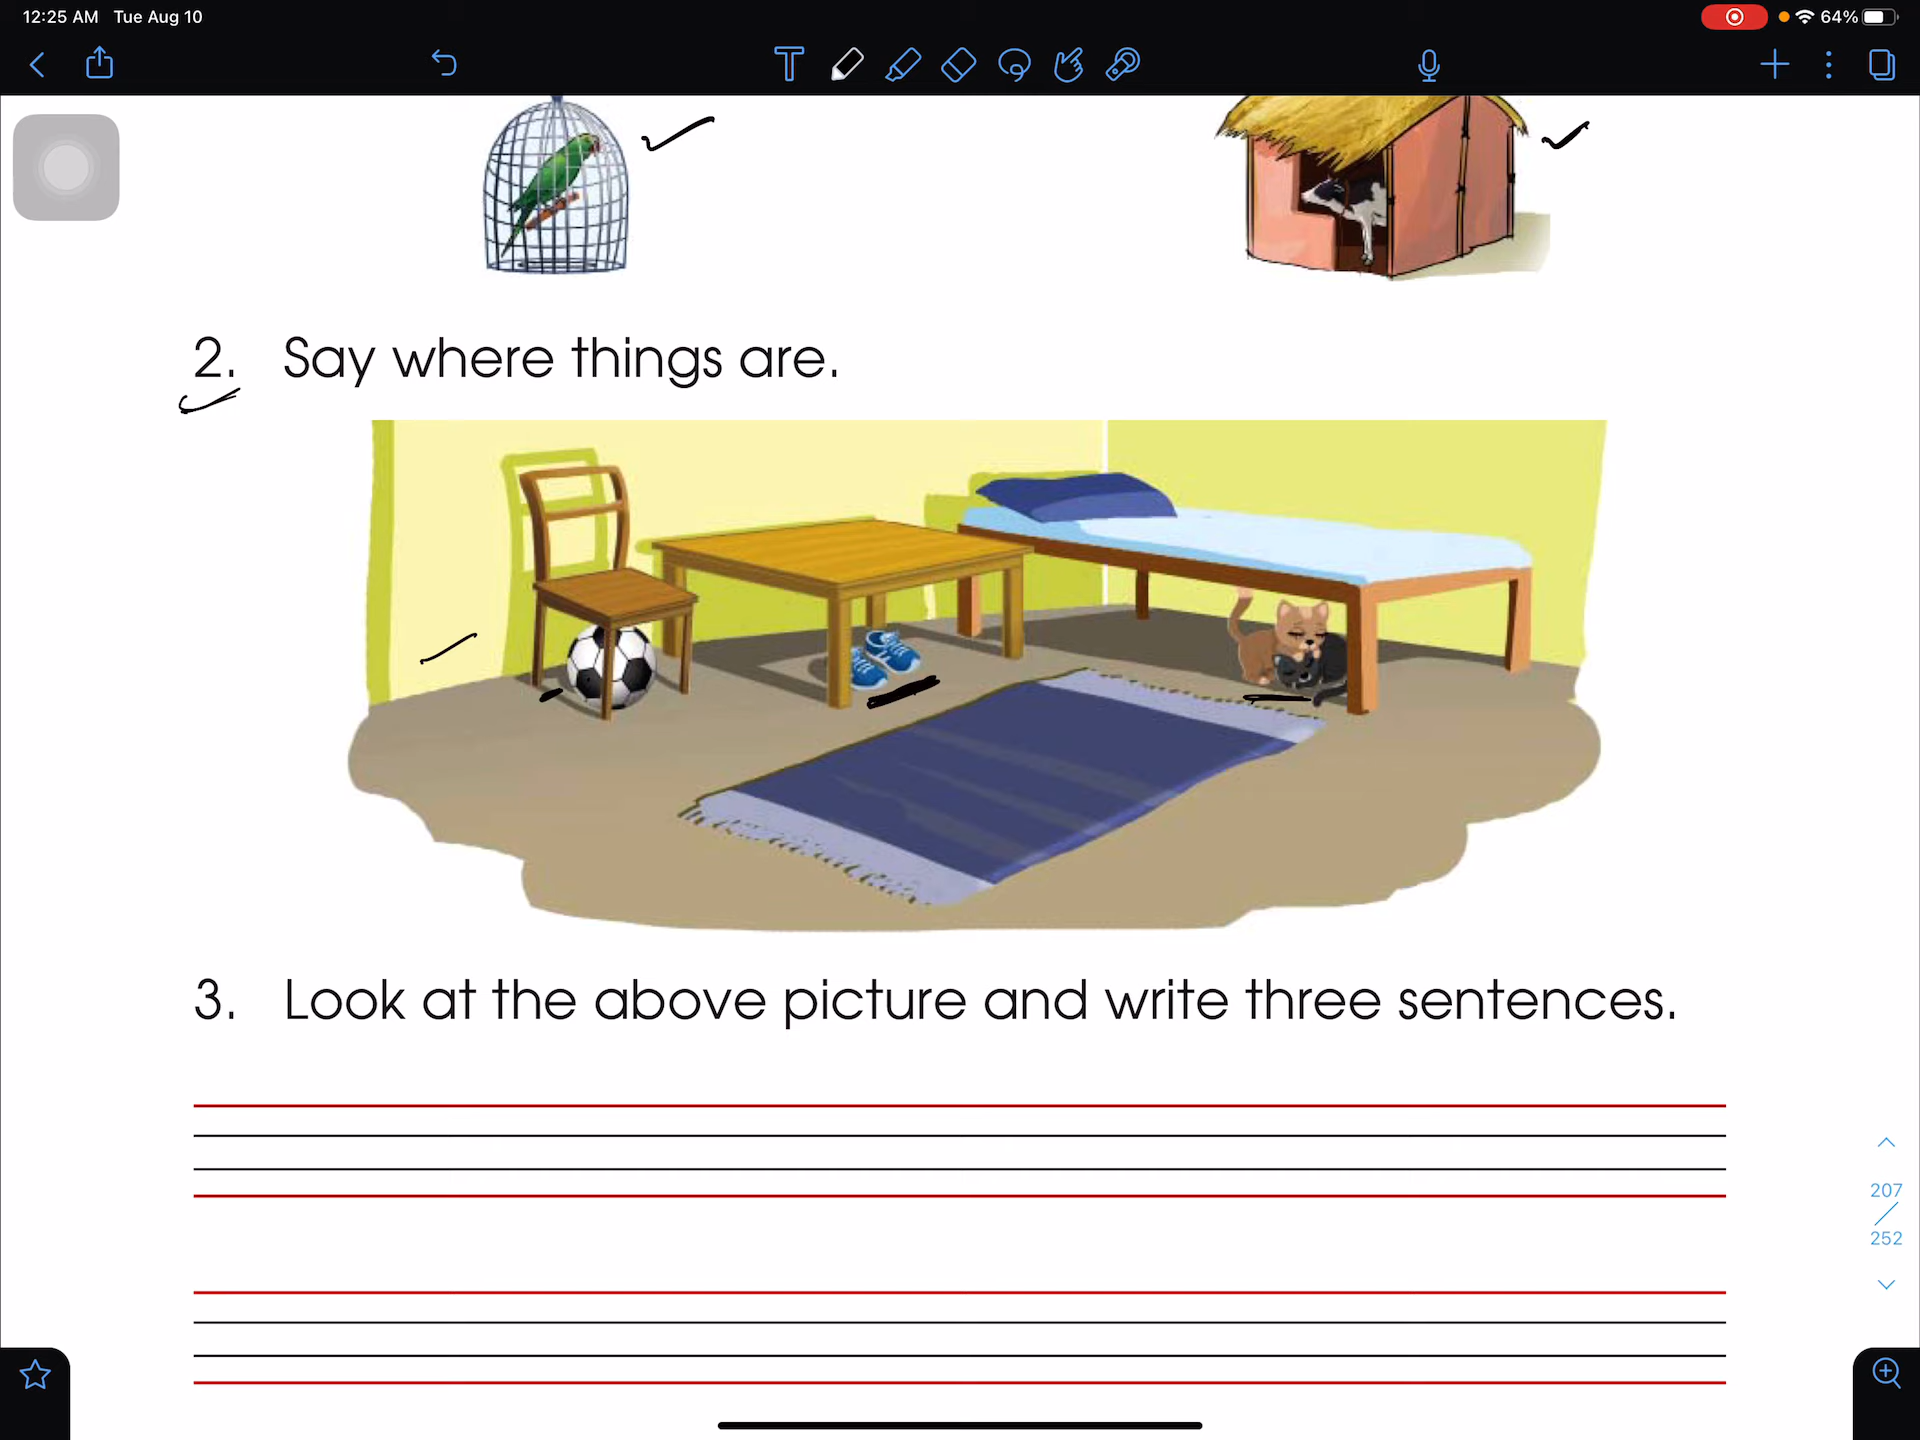 12:25 AM Tue Aug 10
64%
2. Say where things are.
3. Look at the above picture and write three sentences.
207
252